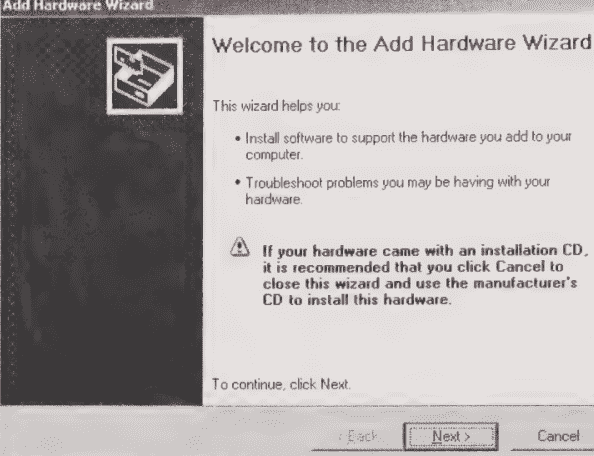 Add Hardware Wizard
Welcome to the Add Hardware Wizard
This wizard helps you:
• Install software to support the hardware you add to your
computer.
• Troubleshoot problems you may be having with your
hardware.
If your hardware came with an installation CD,
it is recommended that you click Cancel to
close this wizard and use the manufacturer's
CD to install this hardware.
To continue, click Next.
< Back
Next >
Cancel